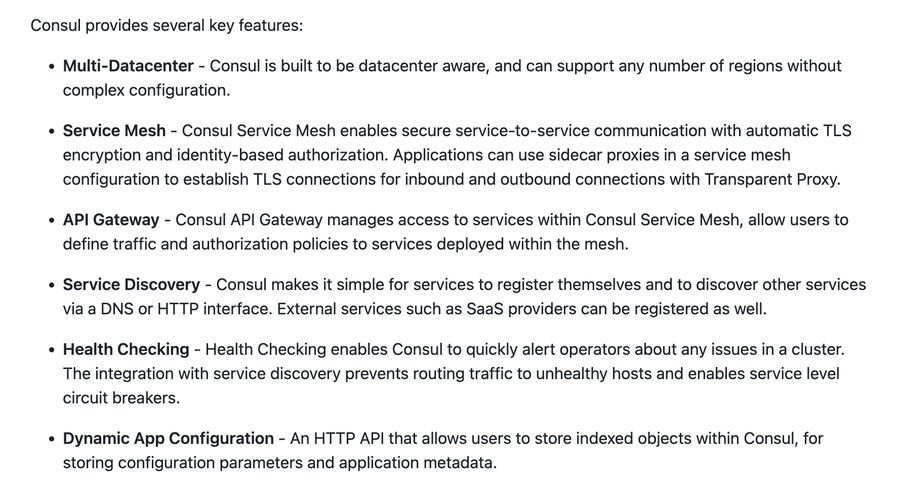 Consul provides several key features:
• Multi-Datacenter - Consul is built to be datacenter aware, and can support any number of regions without
complex configuration.
• Service Mesh - Consul Service Mesh enables secure service-to-service communication with automatic TLS
encryption and identity-based authorization. Applications can use sidecar proxies in a service mesh
configuration to establish TLS connections for inbound and outbound connections with Transparent Proxy.
• API Gateway - Consul API Gateway manages access to services within Consul Service Mesh, allow users to
define traffic and authorization policies to services deployed within the mesh.
• Service Discovery - Consul makes it simple for services to register themselves and to discover other services
via a DNS or HTTP interface. External services such as SaaS providers can be registered as well.
• Health Checking - Health Checking enables Consul to quickly alert operators about any issues in a cluster.
The integration with service discovery prevents routing traffic to unhealthy hosts and enables service level
circuit breakers.
• Dynamic App Configuration - An HTTP API that allows users to store indexed objects within Consul, for
storing configuration parameters and application metadata.